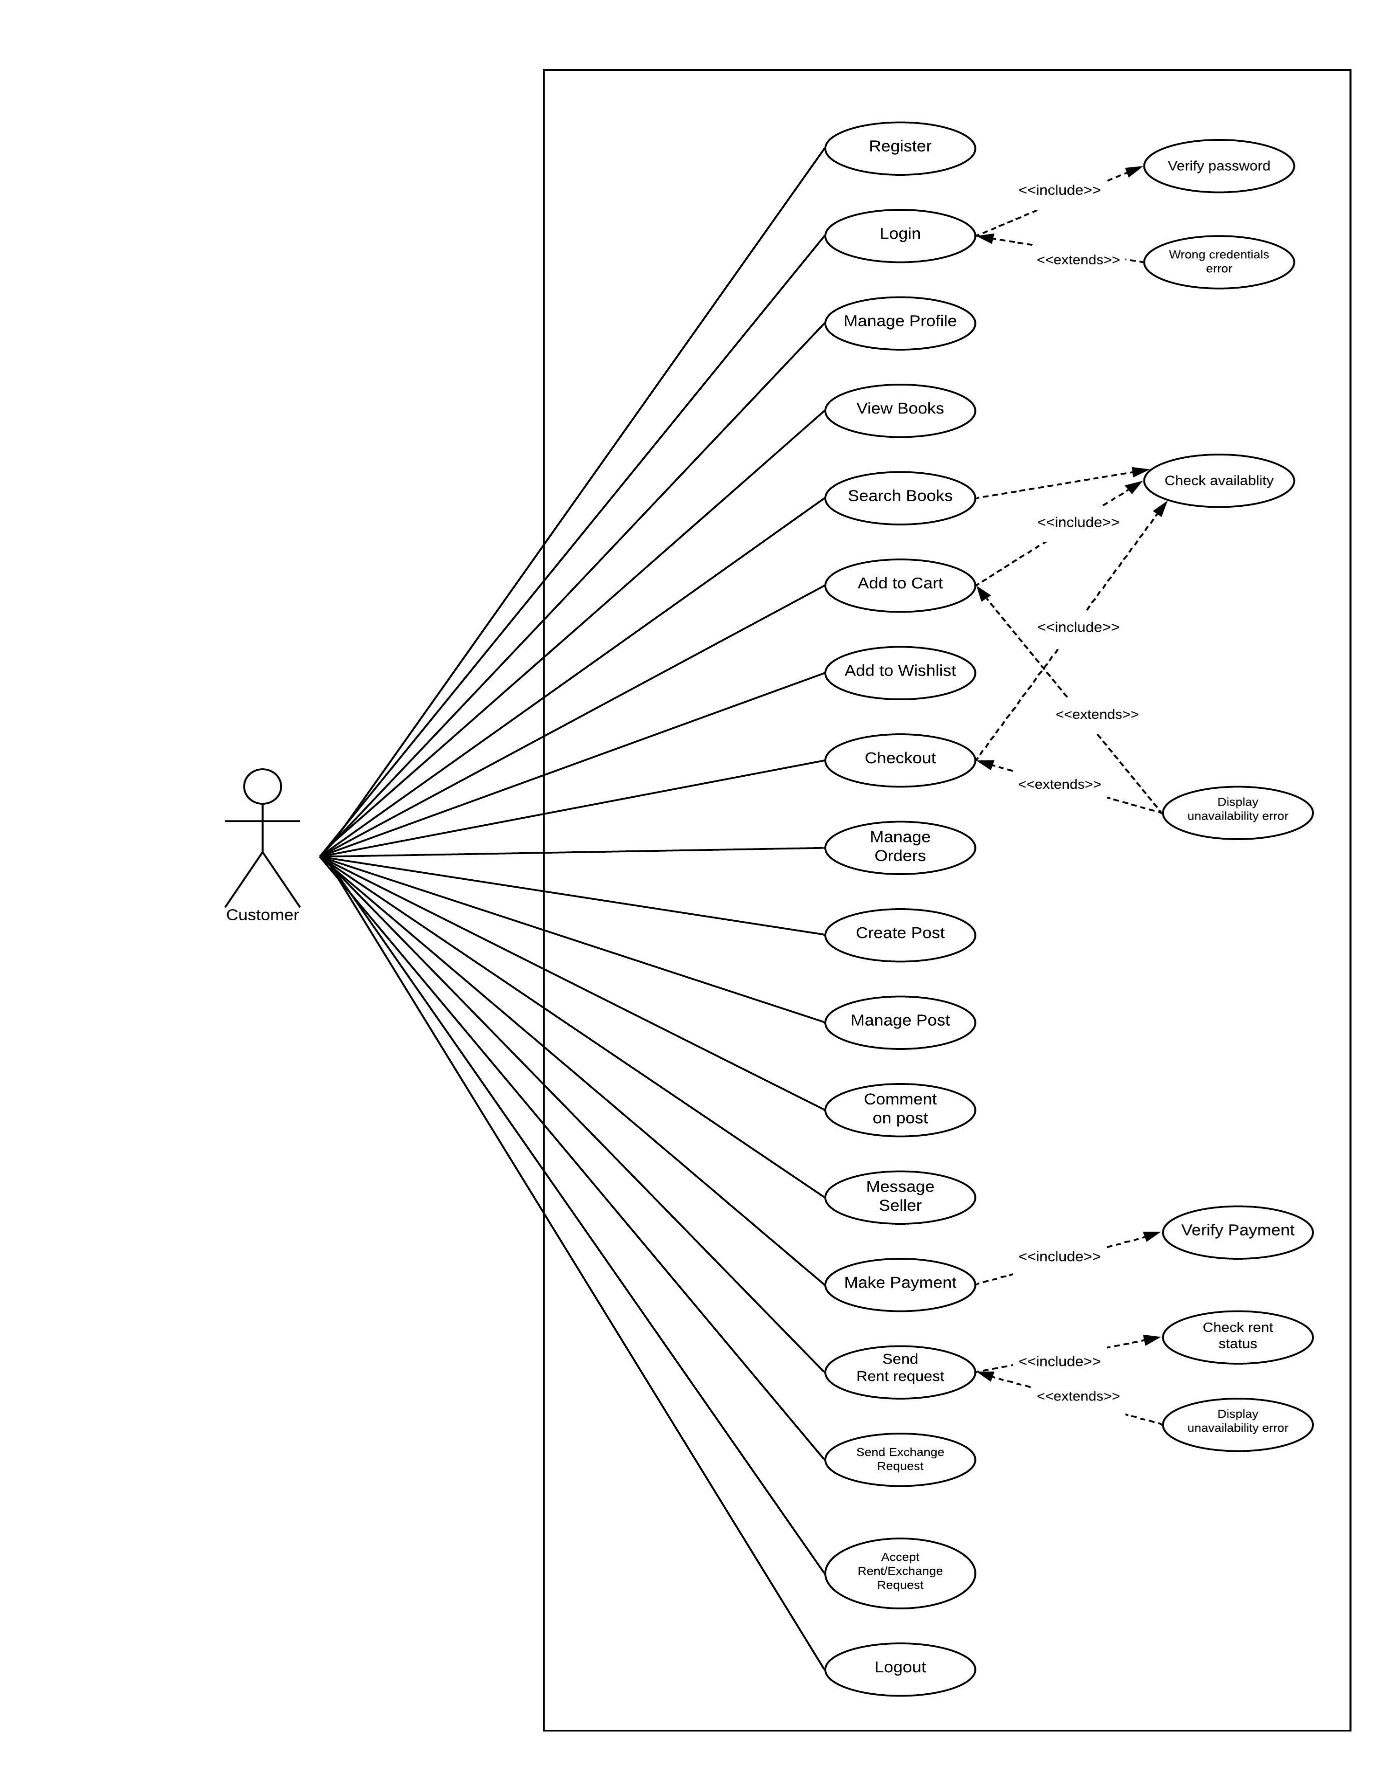 Register
Verify password
<<include>>
Login
Wrong credentials
error
<<extends>>
Manage Profile
View Books
Search Books
Check availablity
<<include>>
Add to Cart
<<include>>
Add to Wishlist
<<extends>>
Checkout
<<extends>>
Display
unavailability error
Manage
Orders
Customer
Create Post
Manage Post
Comment
on post
Message
Seller
Verify Payment
<<include>>
Make Payment
Check rent
status
<<include>>
Send
Rent request
<<extends>>
Display
unavailability error
Send Exchange
Request
Accept
Rent/Exchange
Request
Logout